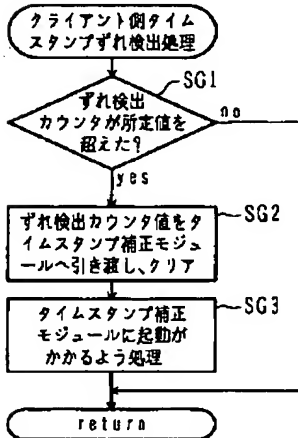 クライアント側タイム
スタンプずれ検出処理
SG1
ずれ検出
カウンタが所定値を
超えた?
no
yes
SG2
ずれ検出カウンタ値をタ
イムスタンプ補正モジュ
ールへ引き渡し、クリア
SG3
タイムスタンプ補正
モジュールに起動が
かかるよう処理
return